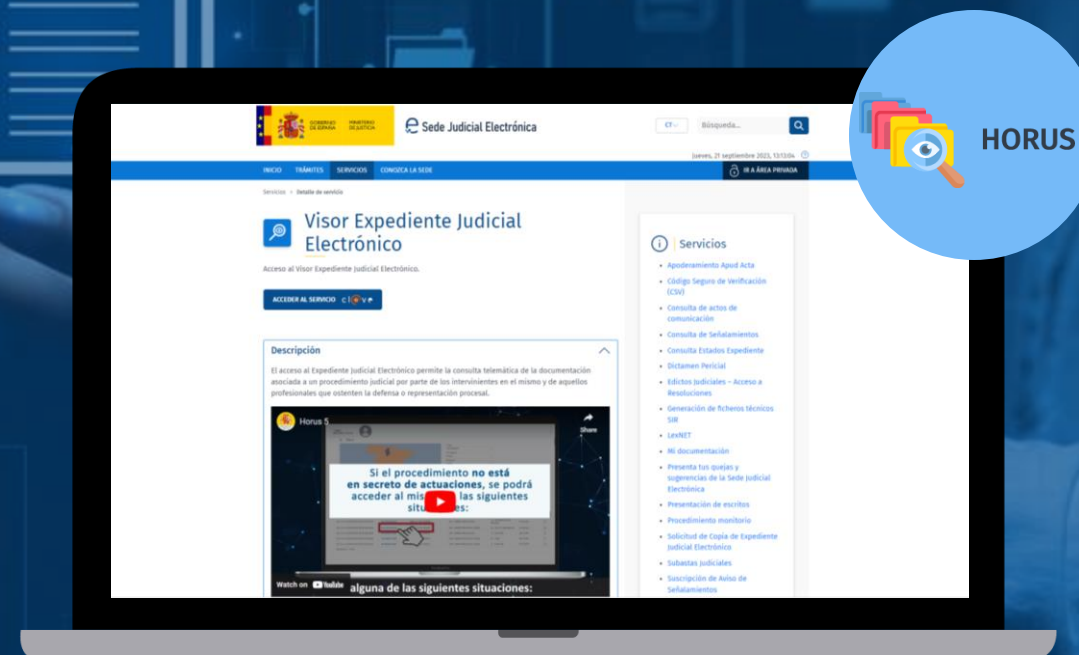 HORUS
GOBIERNO DE ESPAÑA
MINISTERIO DE JUSTICIA
Sede Judicial Electrónica
Búsqueda...
jueves, 21 septiembre 2023, 13:13:04
INICIO TRÁMITES SERVICIOS CONOZCA LA SEDE
IR A ÁREA PRIVADA
Servicios > Detalle de servicio
Visor Expediente Judicial
Electrónico
Acceso al Visor Expediente Judicial Electrónico.
ACCEDER AL SERVICIO cl@ve
Descripción
El acceso al Expediente Judicial Electrónico permite la consulta telemática de la documentación
asociada a un procedimiento judicial por parte de los intervinientes en el mismo y de aquellos
profesionales que ostenten la defensa o representación procesal.
Horus 5
Share
Si el procedimiento no está
en secreto de actuaciones, se podrá
acceder al las siguientes
Watch on YouTube
alguna de las siguientes situaciones:
Servicios
Apoderamiento Apud Acta
Código Seguro de Verificación
(CSV)
Consulta de actos de
comunicación
Consulta de Señalamientos
Consulta Estados Expediente
Dictamen Pericial
Edictos Judiciales - Acceso a
Resoluciones
Generación de ficheros técnicos
LexNET
Mi documentación
Presenta tus quejas y
sugerencias de la Sede Judicial
Electrónica
Presentación de escritos
Procedimiento monitorio
Solicitud de Copia de Expediente
Judicial Electrónico
Subastas Judiciales
Suscripción de Aviso de
Señalamientos